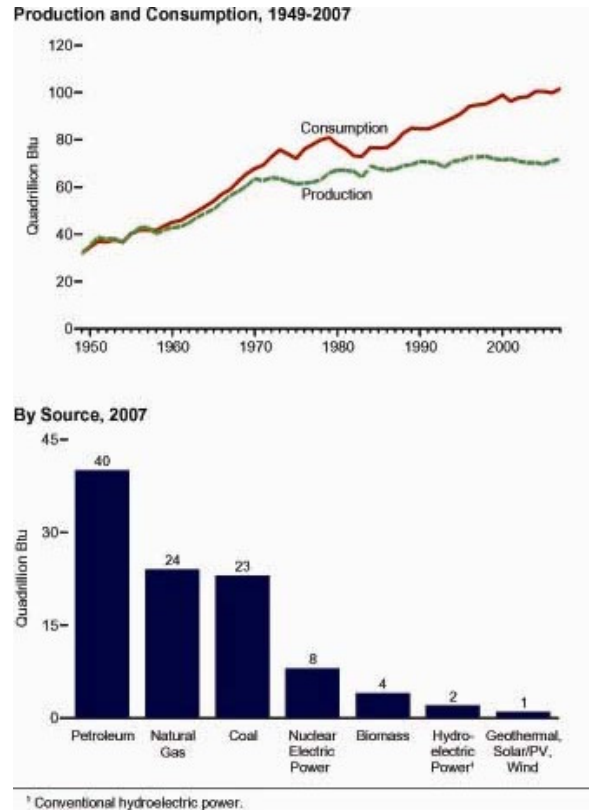 Production and Consumption, 1949-2007
120
100
80
60
40
20
0
Quadrillion Btu
Consumption
Production
1950 1960 1970 1980 1990 2000
By Source, 2007
45
30
15
0
Quadrillion Btu
40
24
23
8
4
2
1
Petroleum
Natural
Gas
Coal
Nuclear
Electric
Power
Biomass
Hydro-
electric
Power¹
Geothermal,
Solar/PV,
Wind
¹ Conventional hydroelectric power.